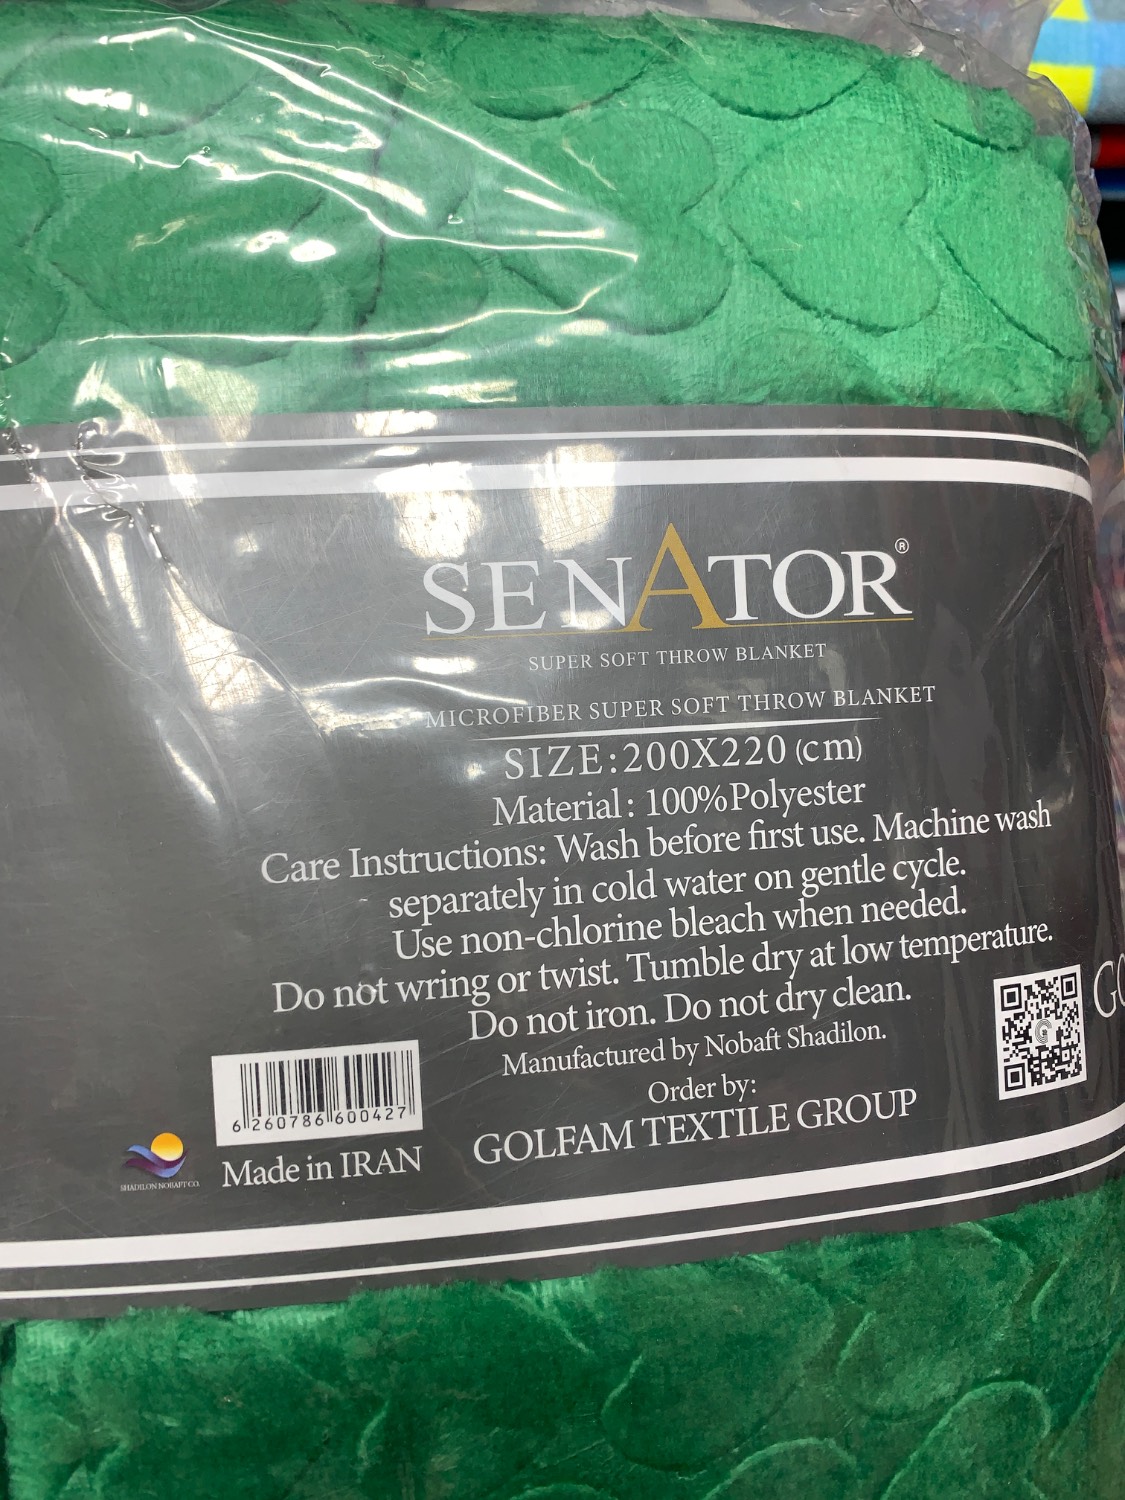 SENATOR®
SUPER SOFT THROW BLANKET
MICROFIBER SUPER SOFT THROW BLANKET
SIZE:200X220 (cm)
Material: 100%Polyester
Care Instructions: Wash before first use. Machine wash
separately in cold water on gentle cycle.
Use non-chlorine bleach when needed.
Do not wring or twist. Tumble dry at low temperature.
Do not iron. Do not dry clean.
Manufactured by Nobaft Shadilon.
Order by:
GOLFAM TEXTILE GROUP
6 260786 600427
Made in IRAN
SHADILON NOBAFT CO.